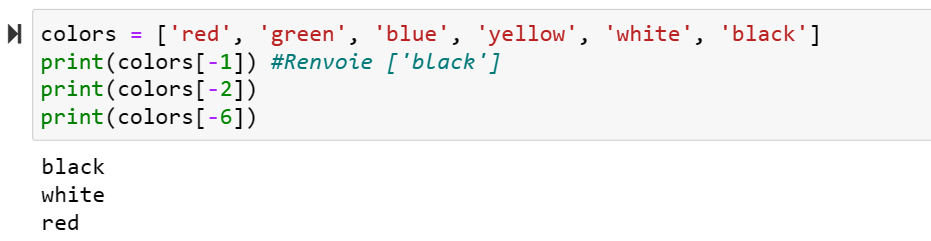 colors = ['red', 'green', 'blue', 'yellow', 'white', 'black']
print(colors[-1]) #Renvoie ['black']
print(colors[-2])
print(colors[-6])
black
white
red